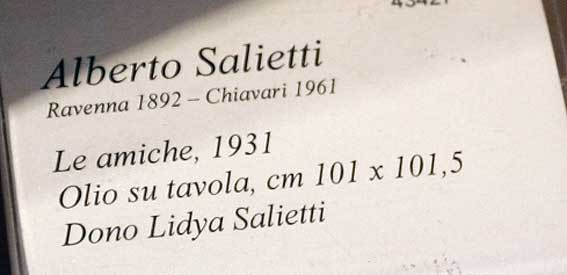 Alberto Salietti
Ravenna 1892 – Chiavari 1961
Le amiche, 1931
Olio su tavola, cm 101 x 101,5
Dono Lidya Salietti